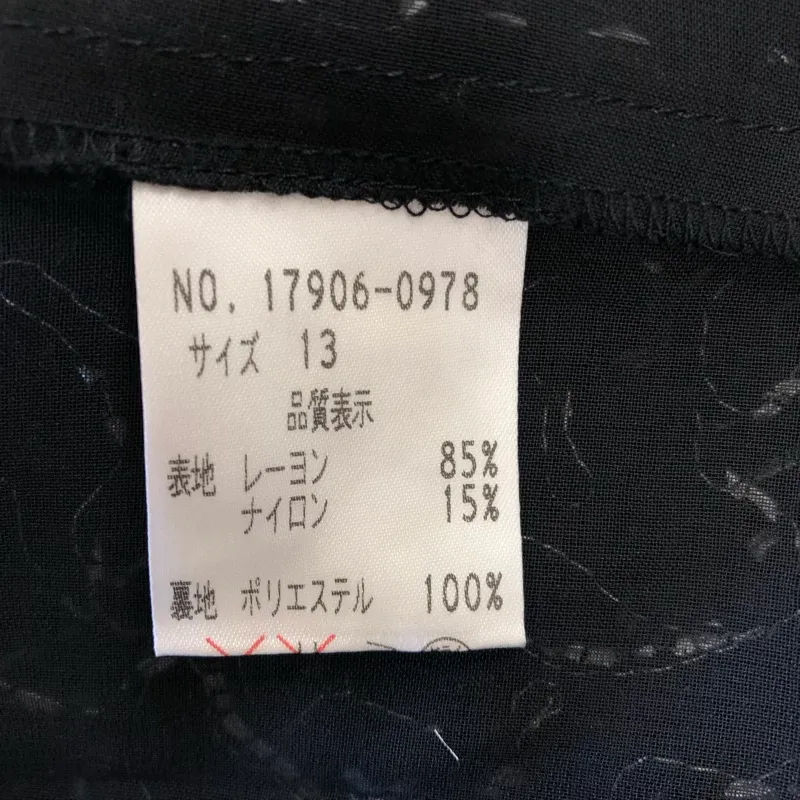 NO. 17906-0978
サイズ 13
品質表示
表地 レーヨン 85%
ナイロン 15%
裏地 ポリエステル 100%